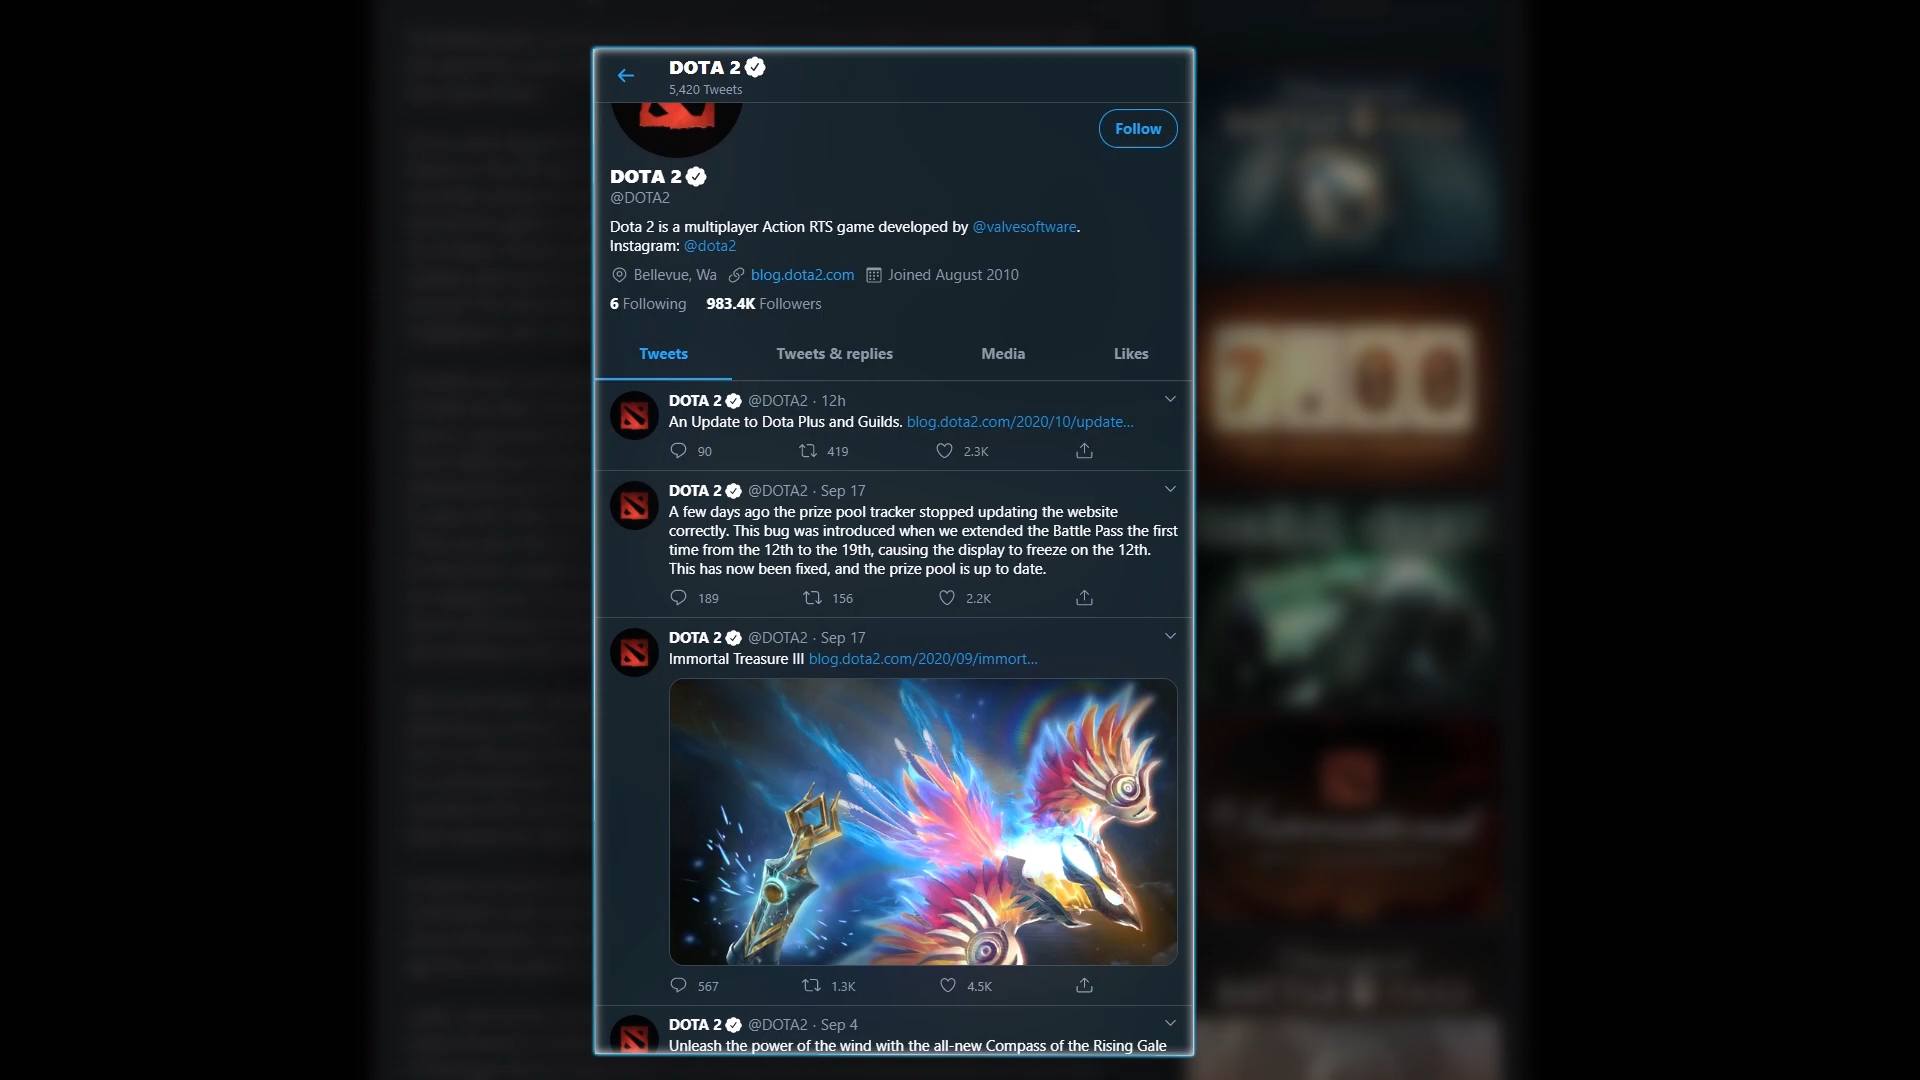 DOTA 2
5,420 Tweets
Follow
DOTA 2
@DOTA2
Dota 2 is a multiplayer Action RTS game developed by @valvesoftware.
Instagram: @dota2
Bellevue, Wa blog.dota2.com Joined August 2010
6 Following 983.4K Followers
Tweets Tweets & replies Media Likes
DOTA 2 @DOTA2 · 12h
An Update to Dota Plus and Guilds. blog.dota2.com/2020/10/update...
90 419 2.3K
DOTA 2 @DOTA2 · Sep 17
A few days ago the prize pool tracker stopped updating the website
correctly. This bug was introduced when we extended the Battle Pass the first
time from the 12th to the 19th, causing the display to freeze on the 12th.
This has now been fixed, and the prize pool is up to date.
189 156 2.2K
DOTA 2 @DOTA2 · Sep 17
Immortal Treasure III blog.dota2.com/2020/09/immort...
567 1.3K 4.5K
DOTA 2 @DOTA2 · Sep 4
Unleash the power of the wind with the all-new Compass of the Rising Gale
7.00